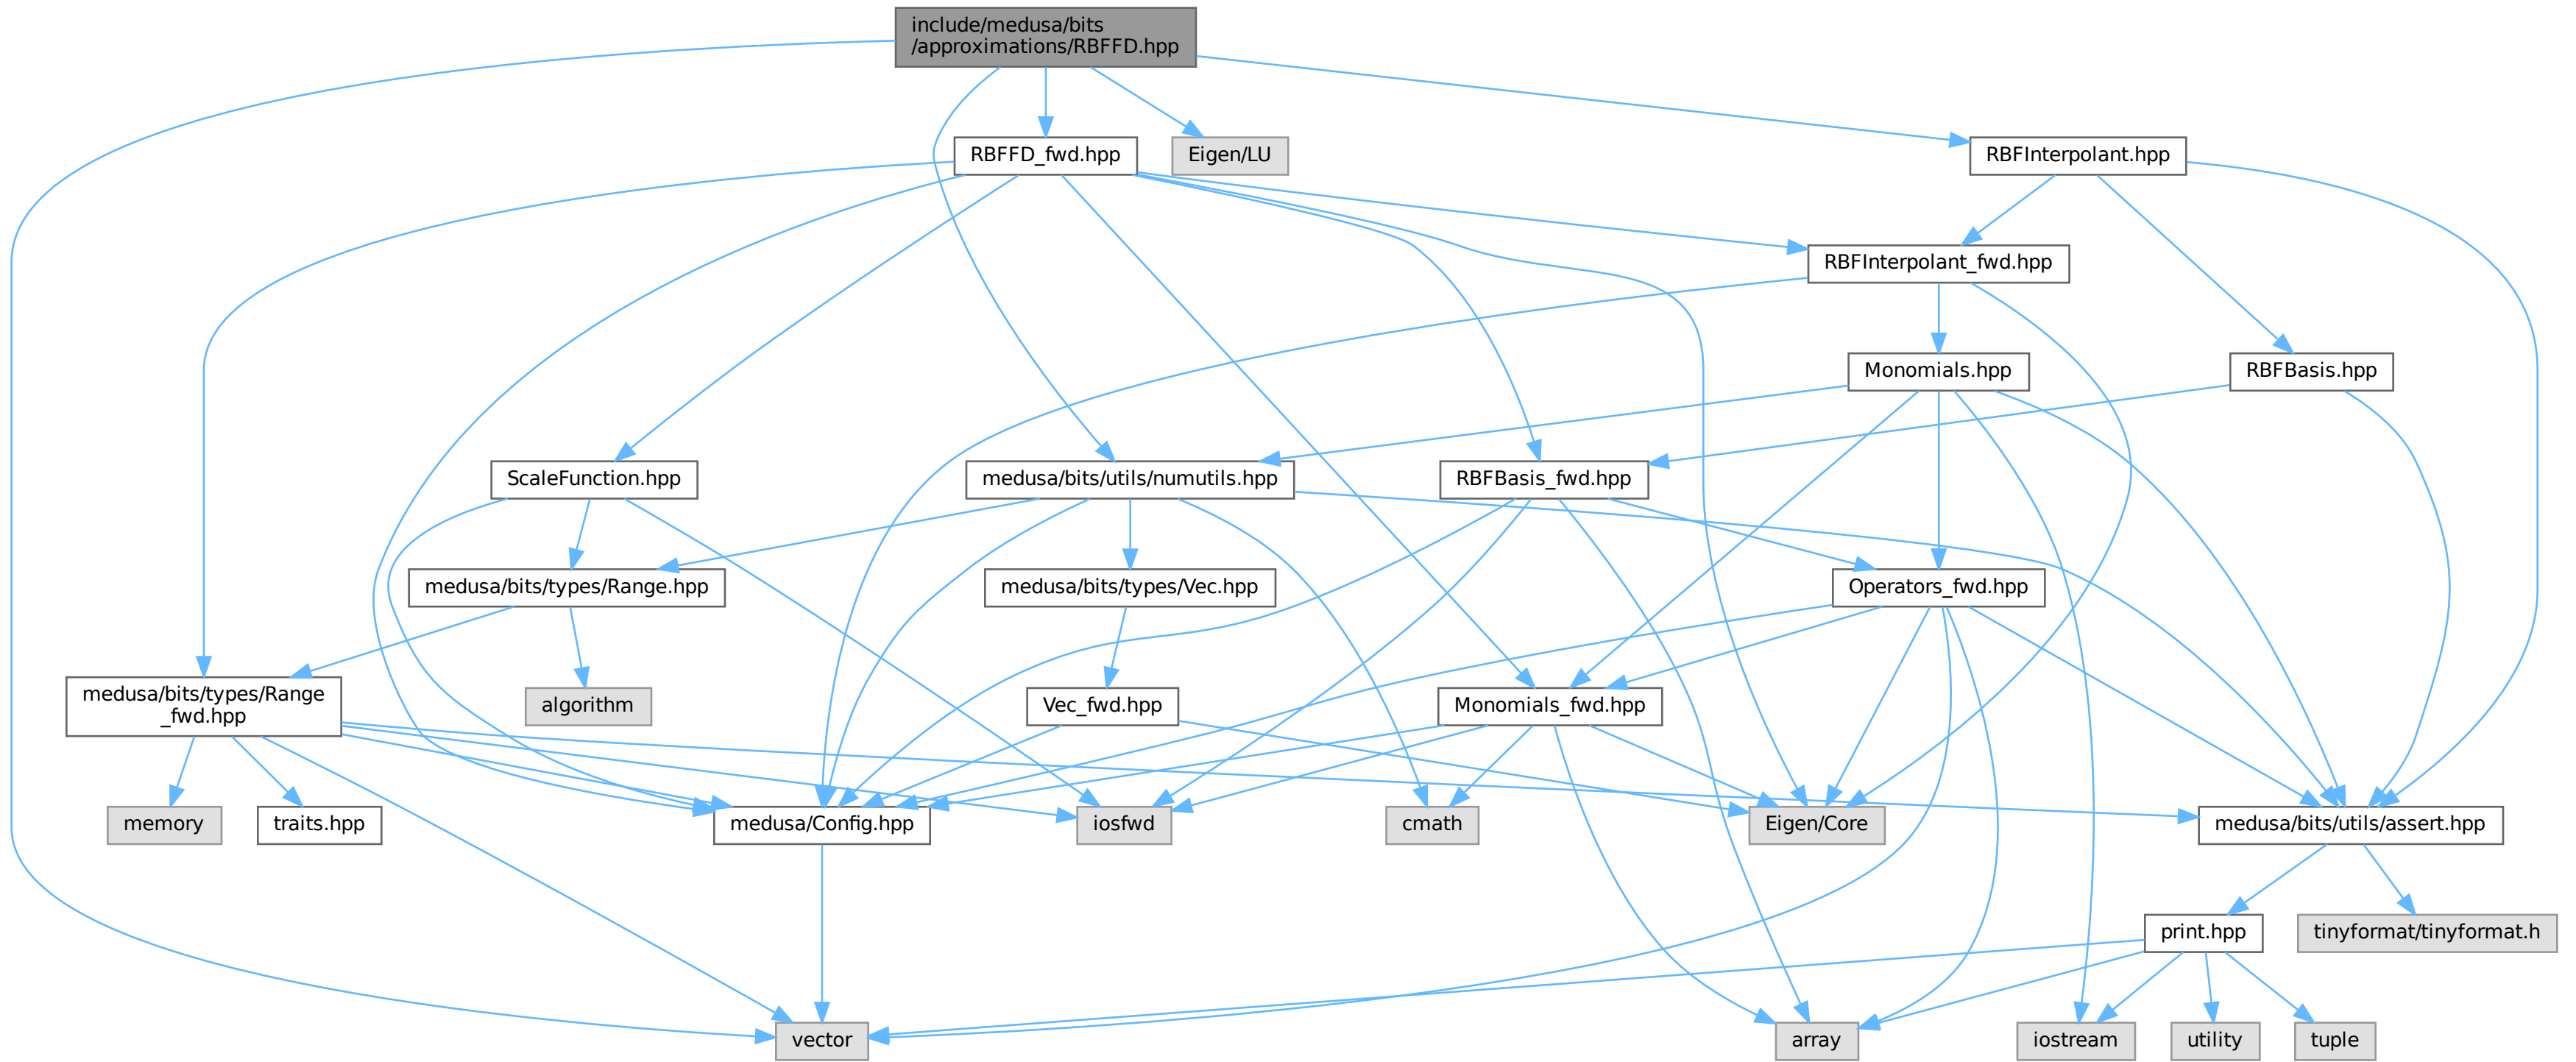 include/medusa/bits
/approximations/RBFFD.hpp
RBFFD_fwd.hpp
Eigen/LU
RBFInterpolant.hpp
RBFInterpolant_fwd.hpp
Monomials.hpp
RBFBasis.hpp
ScaleFunction.hpp
medusa/bits/utils/numutils.hpp
RBFBasis_fwd.hpp
medusa/bits/types/Range.hpp
medusa/bits/types/Vec.hpp
Operators_fwd.hpp
medusa/bits/types/Range
_fwd.hpp
algorithm
Vec_fwd.hpp
Monomials_fwd.hpp
memory
traits.hpp
medusa/Config.hpp
iosfwd
cmath
Eigen/Core
medusa/bits/utils/assert.hpp
print.hpp
tinyformat/tinyformat.h
vector
array
iostream
utility
tuple